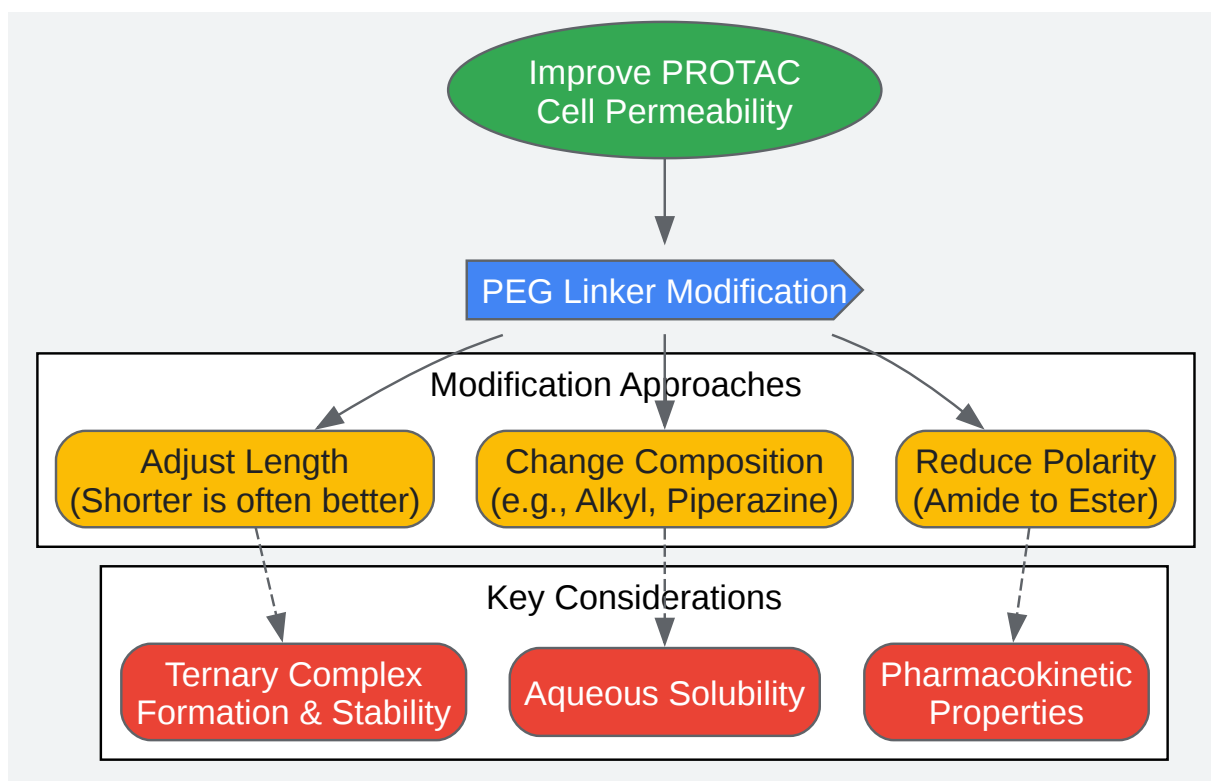 Improve PROTAC
Cell Permeability
PEG Linker Modification
Modification Approaches
Adjust Length
(Shorter is often better)
Change Composition
(e.g., Alkyl, Piperazine)
Reduce Polarity
(Amide to Ester)
Key Considerations
Ternary Complex
Formation & Stability
Aqueous Solubility
Pharmacokinetic
Properties